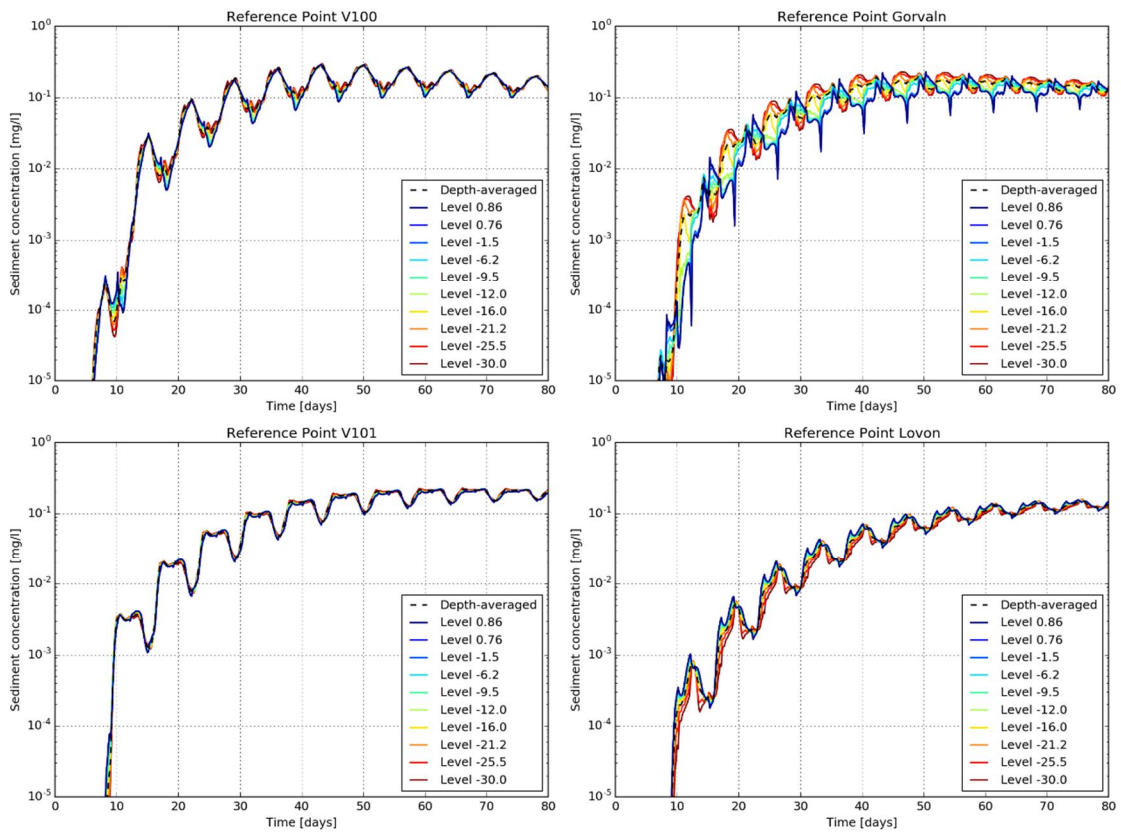 Reference Point V100
Sediment concentration [mg/l]
10^0
10^-1
10^-2
10^-3
10^-4
10^-5
Depth-averaged
Level 0.86
Level 0.76
Level -1.5
Level -6.2
Level -9.5
Level -12.0
Level -16.0
Level -21.2
Level -25.5
Level -30.0
0 10 20 30 40 50 60 70 80
Time [days]
Reference Point Gorvaln
Sediment concentration [mg/l]
10^0
10^-1
10^-2
10^-3
10^-4
10^-5
Depth-averaged
Level 0.86
Level 0.76
Level -1.5
Level -6.2
Level -9.5
Level -12.0
Level -16.0
Level -21.2
Level -25.5
Level -30.0
0 10 20 30 40 50 60 70 80
Time [days]
Reference Point V101
Sediment concentration [mg/l]
10^0
10^-1
10^-2
10^-3
10^-4
10^-5
Depth-averaged
Level 0.86
Level 0.76
Level -1.5
Level -6.2
Level -9.5
Level -12.0
Level -16.0
Level -21.2
Level -25.5
Level -30.0
0 10 20 30 40 50 60 70 80
Time [days]
Reference Point Lovon
Sediment concentration [mg/l]
10^0
10^-1
10^-2
10^-3
10^-4
10^-5
Depth-averaged
Level 0.86
Level 0.76
Level -1.5
Level -6.2
Level -9.5
Level -12.0
Level -16.0
Level -21.2
Level -25.5
Level -30.0
0 10 20 30 40 50 60 70 80
Time [days]